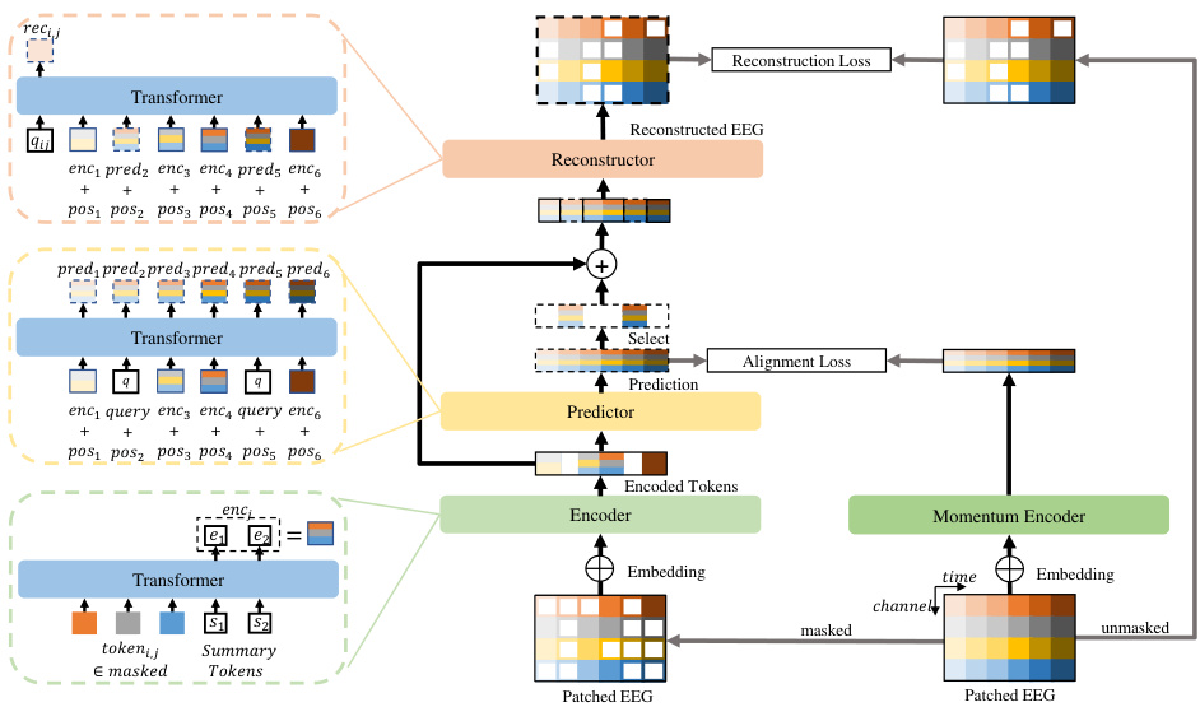 rec_{i,j}
Transformer
q_{ij}
enc_1 pred_2 enc_3 enc_4 pred_5 enc_6
+ + + + + +
pos_1 pos_2 pos_3 pos_4 pos_5 pos_6
Reconstruction Loss
Reconstructed EEG
Reconstructor
+
pred_1 pred_2 pred_3 pred_4 pred_5 pred_6
Transformer
q q
enc_1 query enc_3 enc_4 query enc_6
+ + + + + +
pos_1 pos_2 pos_3 pos_4 pos_5 pos_6
Select
Alignment Loss
Prediction
Predictor
Encoded Tokens
Encoder
Momentum Encoder
enc_j
e_1 e_2 =
Transformer
s_1 s_2
token_{i,j}
∈ masked
Summary
Tokens
Embedding
Embedding
time
channel
masked
unmasked
Patched EEG
Patched EEG